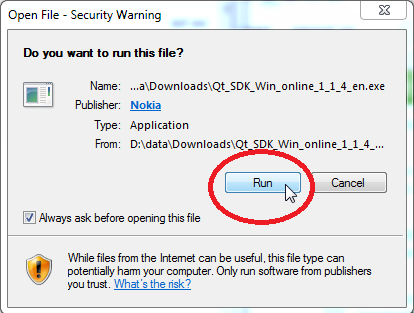 Open File - Security Warning
Do you want to run this file?
Name: ...a\Downloads\Qt_SDK_Win_online_1_1_4_en.exe
Publisher: Nokia
Type: Application
From: D:\data\Downloads\Qt_SDK_Win_online_1_1_4_...
Run Cancel
Always ask before opening this file
While files from the Internet can be useful, this file type can
potentially harm your computer. Only run software from publishers
you trust. What's the risk?